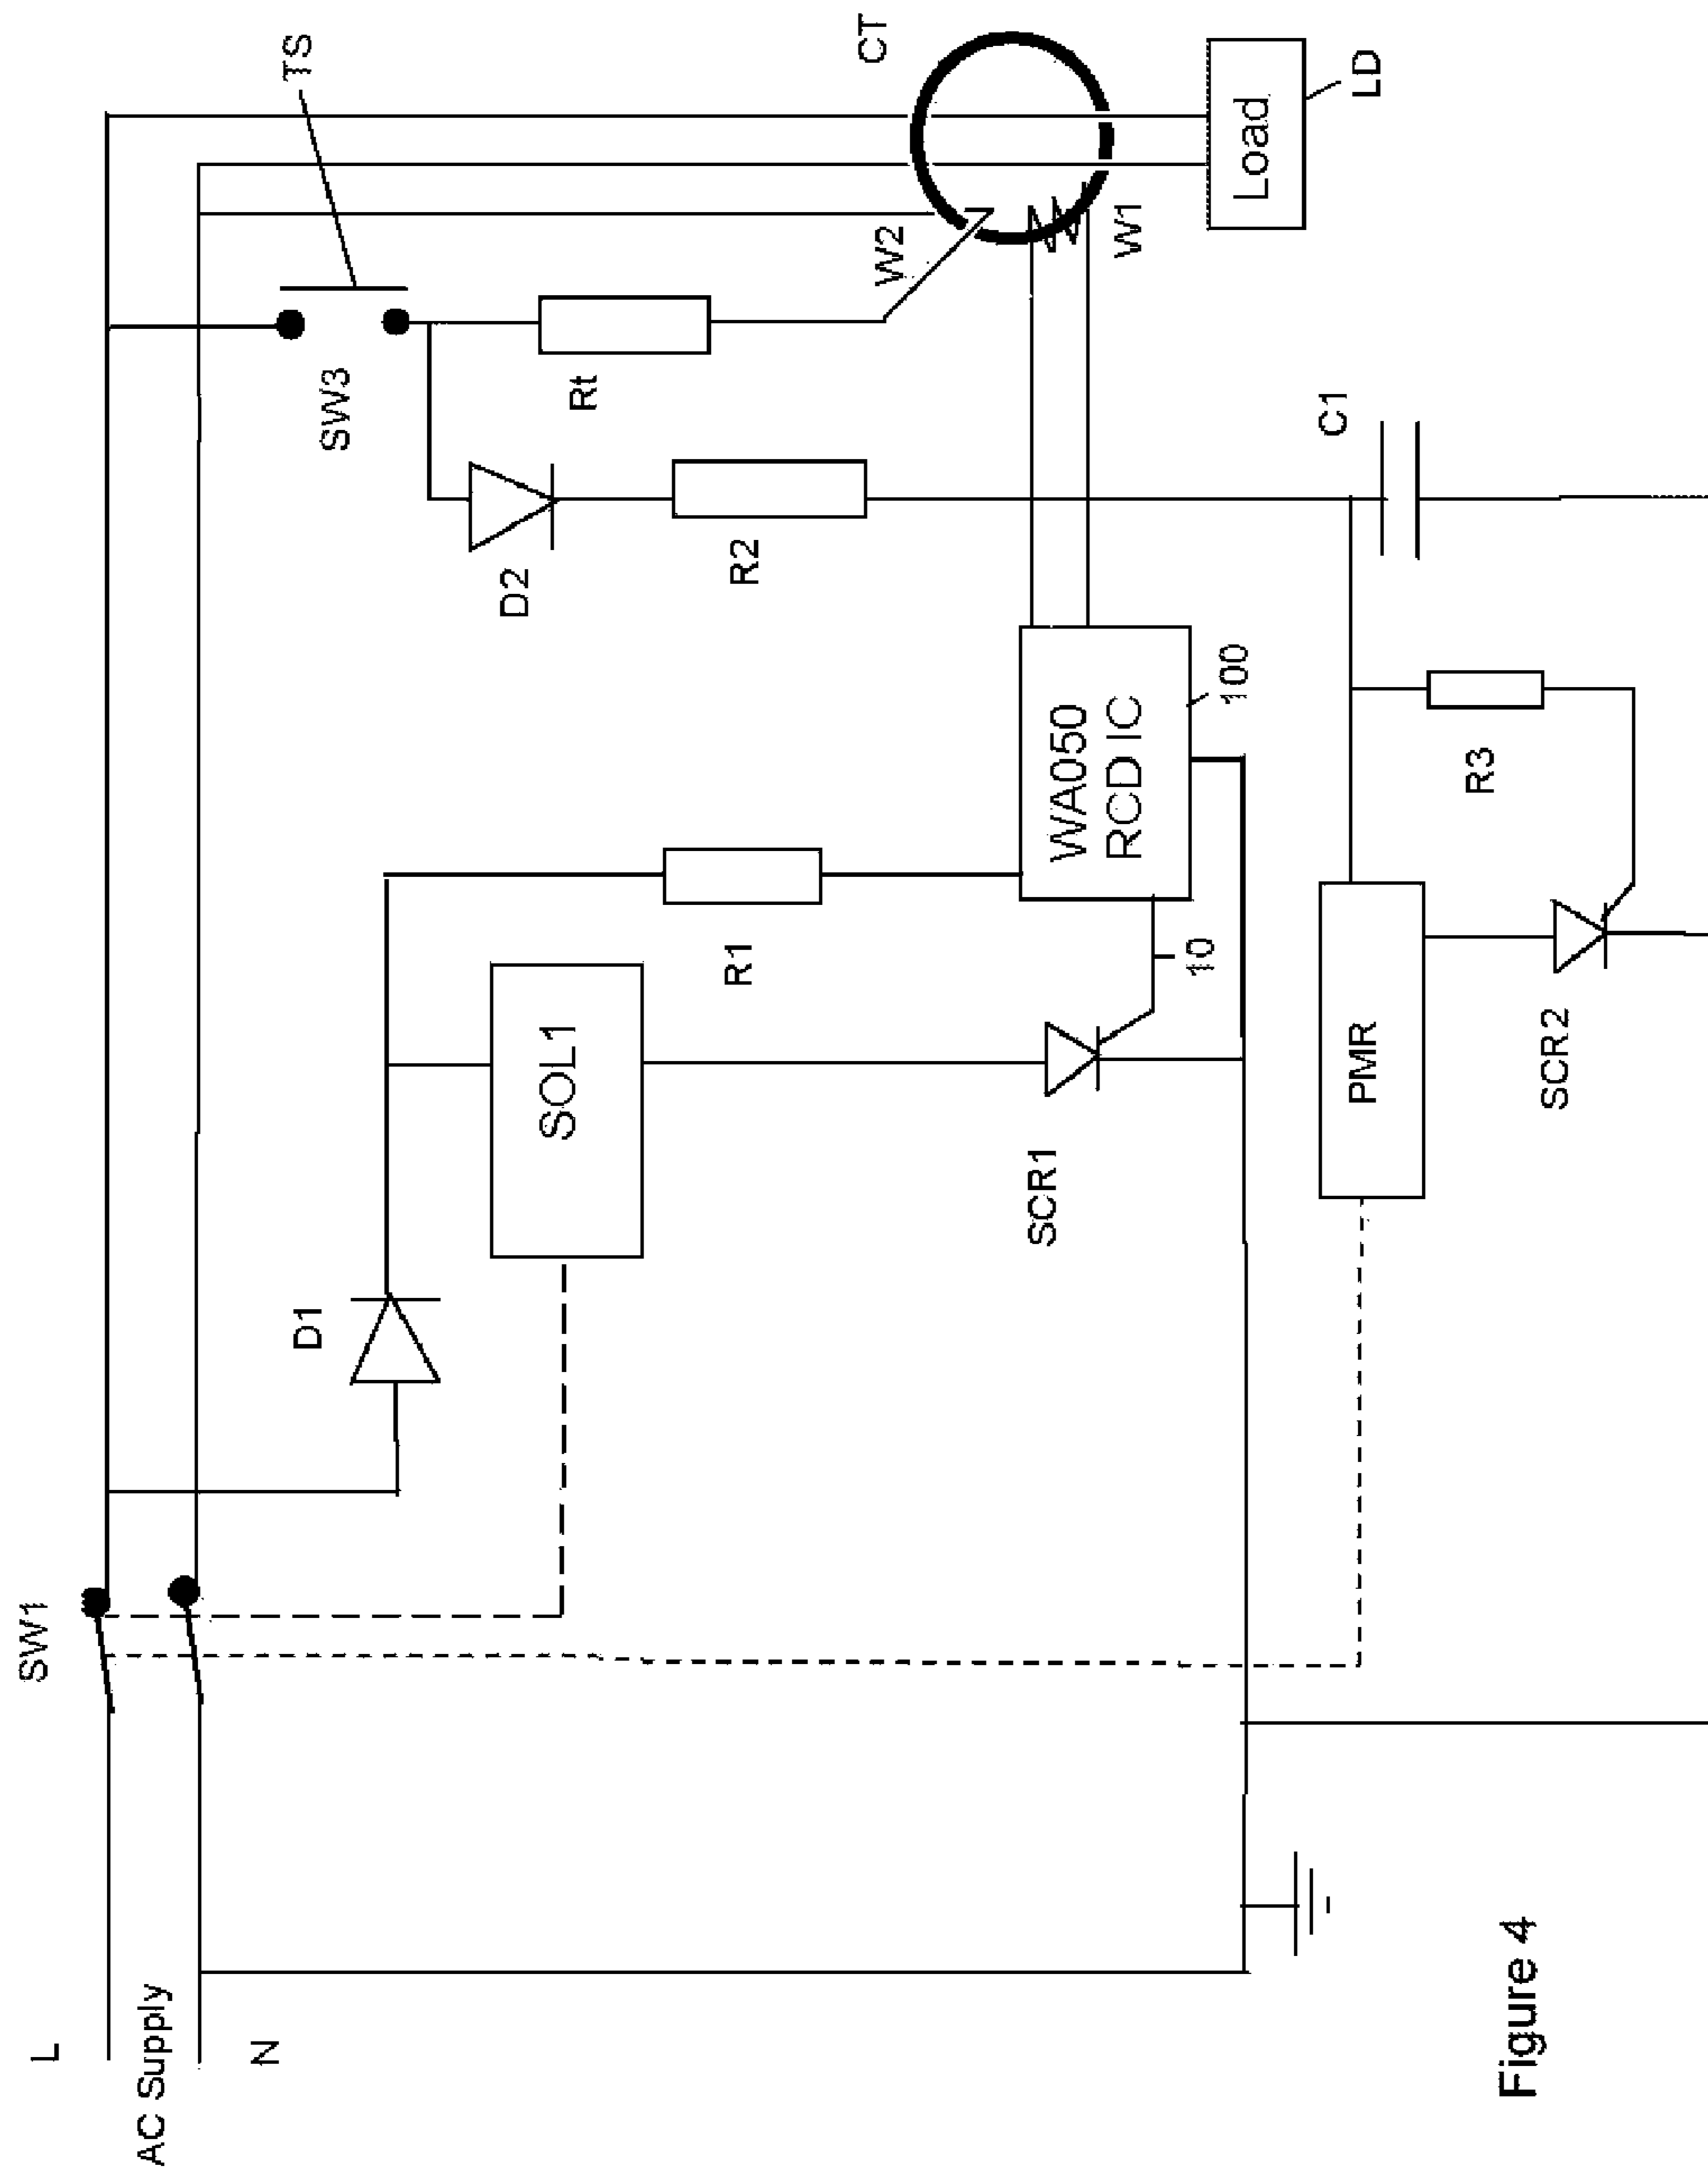 L
AC Supply
N
SW1
D1
SOL1
R1
SCR1
10
WA050
RCD IC
100
SW3
TS
Rt
D2
R2
W2
CT
W1
Load
LD
C1
R3
PMR
SCR2
Figure 4